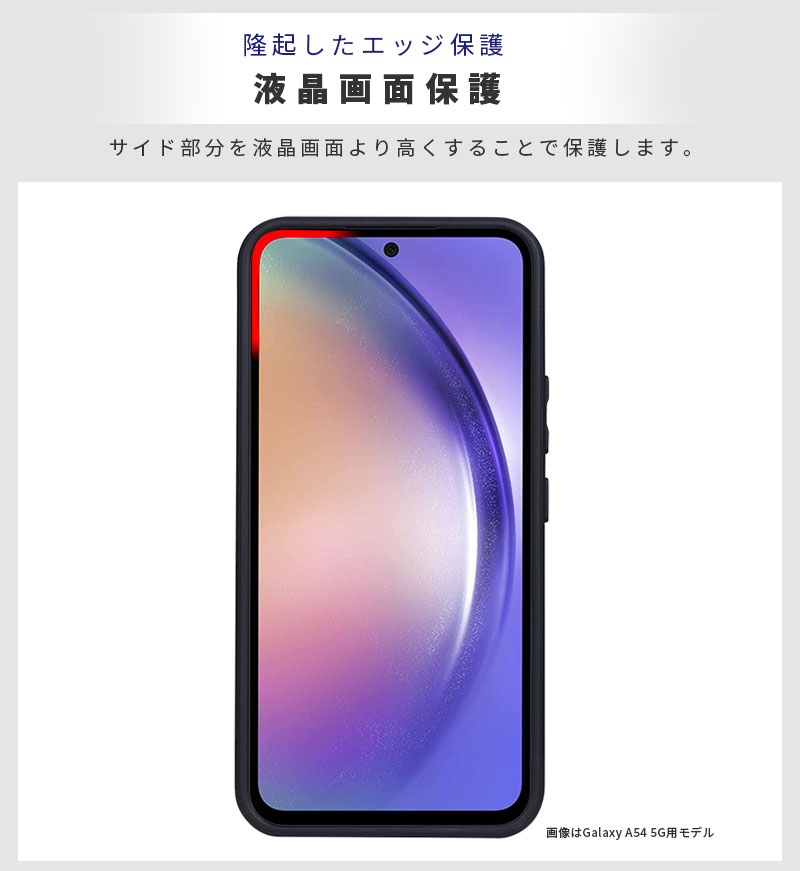 隆起したエッジ保護
液晶画面保護
サイド部分を液晶画面より高くすることで保護します。
画像はGalaxy A54 5G用モデル